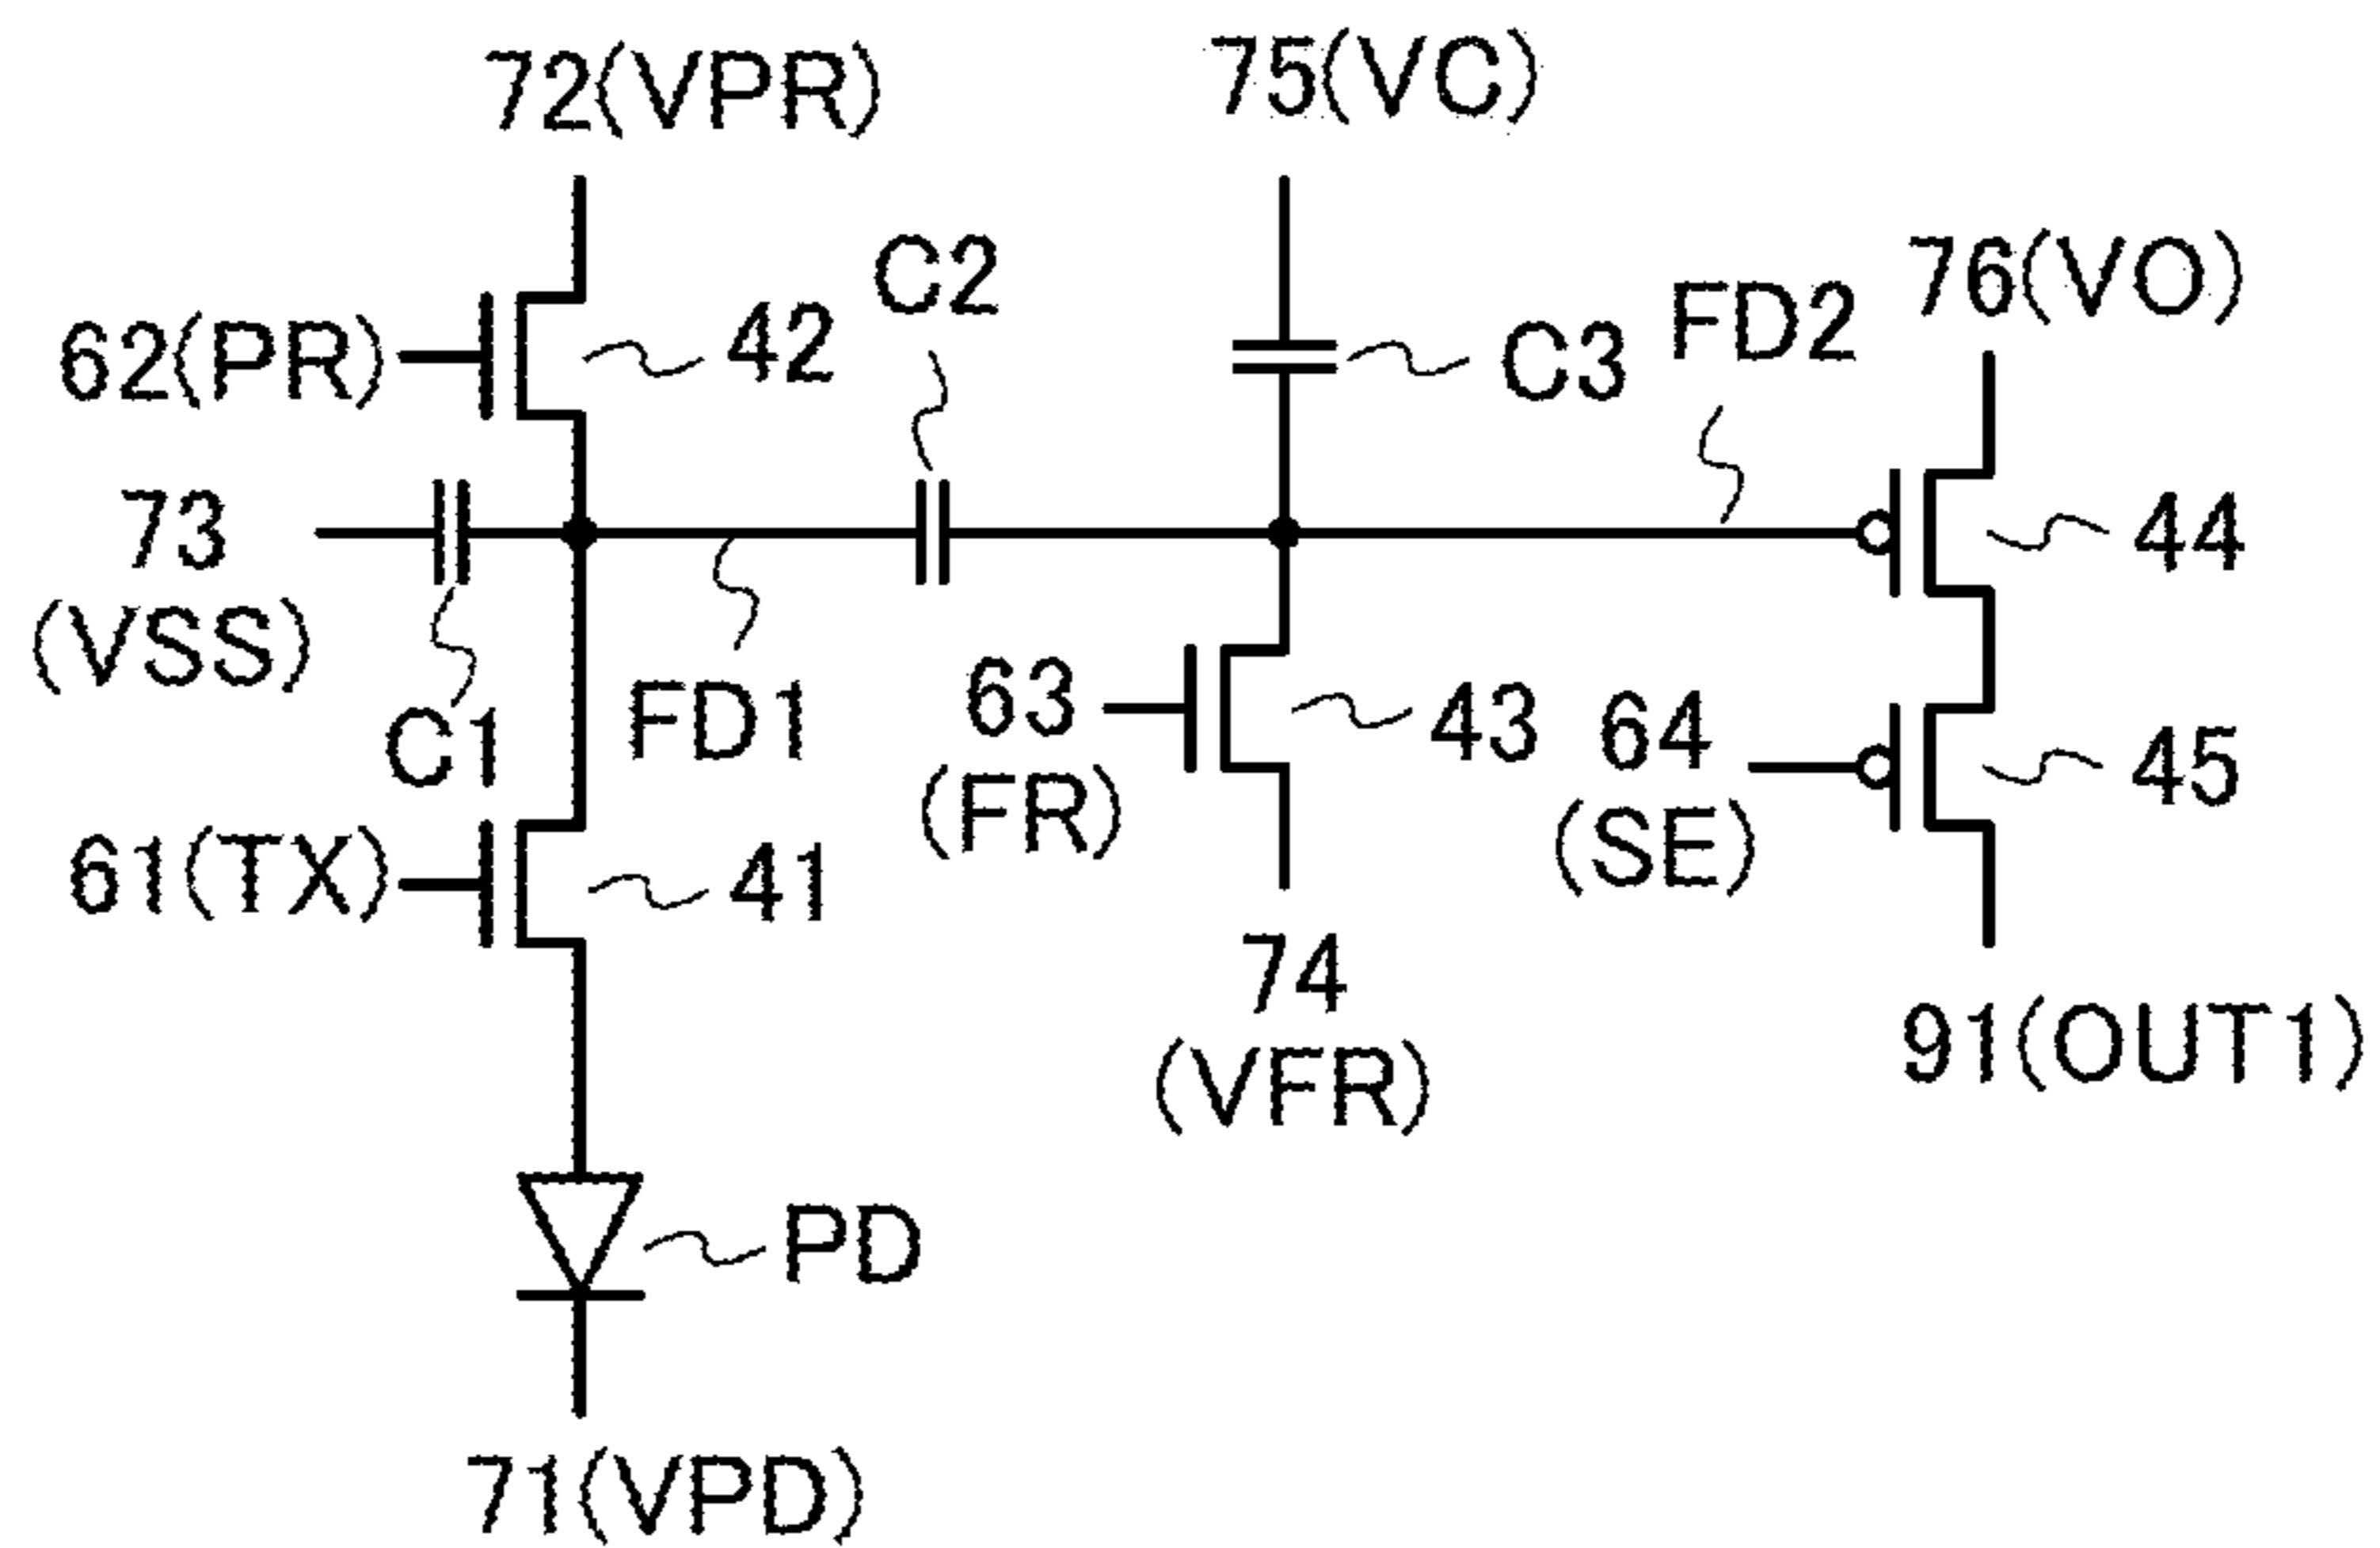 72(VPR)
75(VC)
C2
76(VO)
FD2
62(PR)
42
C3
73
(VSS)
44
C1
FD1
63
(FR)
43
64
(SE)
45
61(TX)
41
74
(VFR)
91(OUT1)
PD
71(VPD)